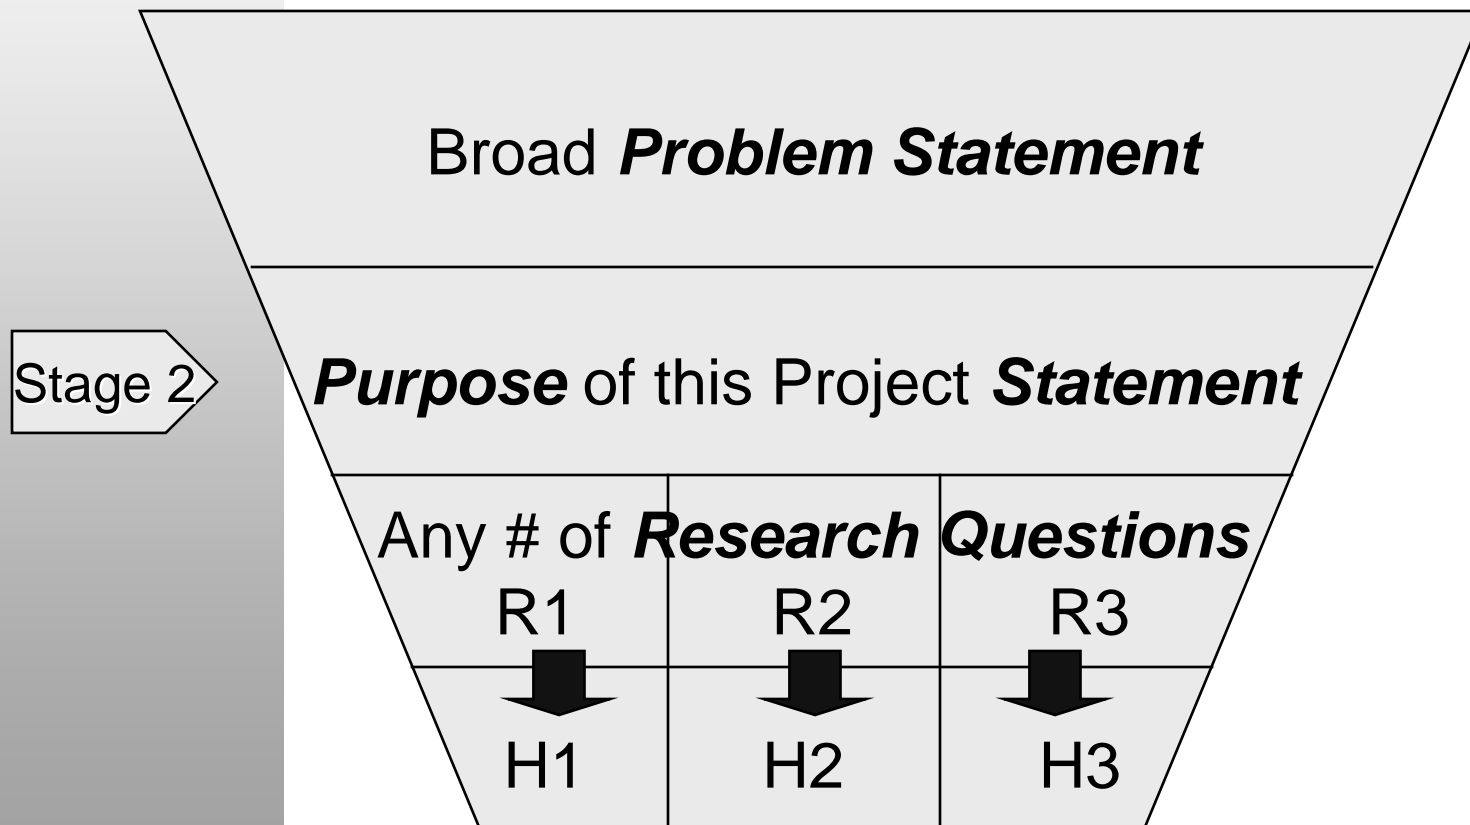 Broad Problem Statement
Stage 2
Purpose of this Project Statement
Any # of Research Questions
R1 R2 R3
H1 H2 H3